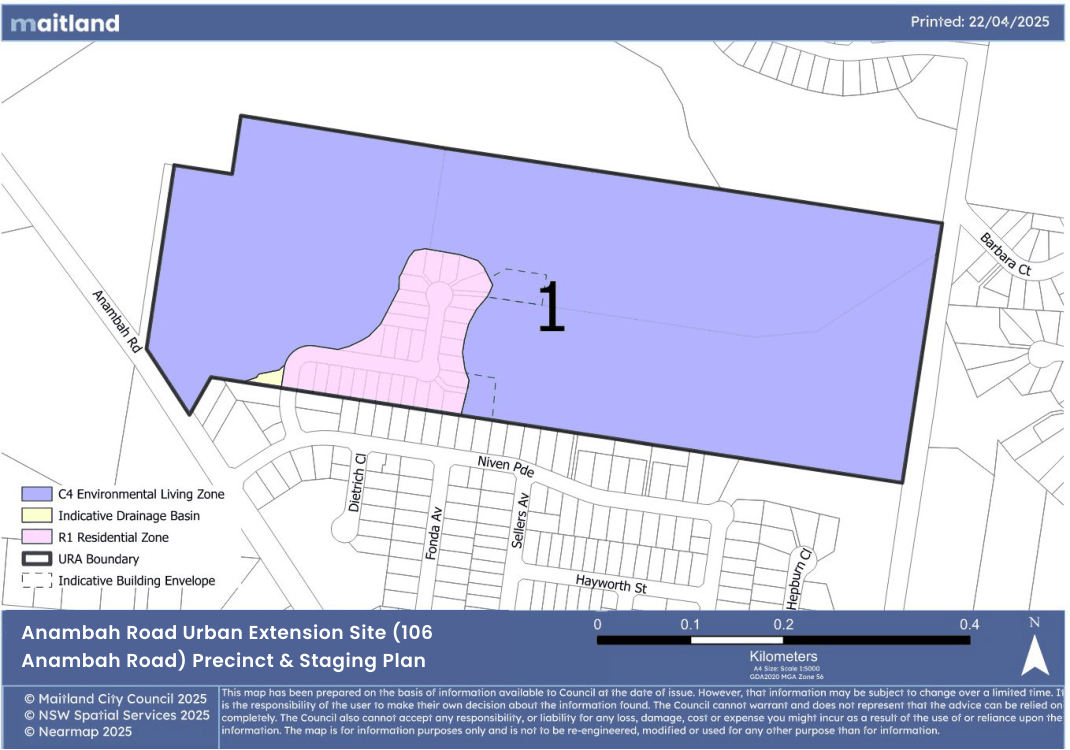 maitland
Printed: 22/04/2025
Barbara Ct
Anambah Rd
1
Niven Pde
Dietrich Cl
Fonda Av
Sellers Av
Hayworth St
Hepburn Cl
C4 Environmental Living Zone
Indicative Drainage Basin
R1 Residential Zone
URA Boundary
Indicative Building Envelope
Anambah Road Urban Extension Site (106
Anambah Road) Precinct & Staging Plan
0 0.1 0.2 0.4
Kilometers
A4 Size: Scale 1:5000
GDA2020 MGA Zone 56
N
© Maitland City Council 2025
© NSW Spatial Services 2025
© Nearmap 2025
This map has been prepared on the basis of information available to Council at the date of issue. However, that information may be subject to change over a limited time. It
is the responsibility of the user to make their own decision about the information found. The Council cannot warrant and does not represent that the advice can be relied on
completely. The Council also cannot accept any responsibility, or liability for any loss, damage, cost or expense you might incur as a result of the use of or reliance upon the
information. The map is for information purposes only and is not to be re-engineered, modified or used for any other purpose than for information.